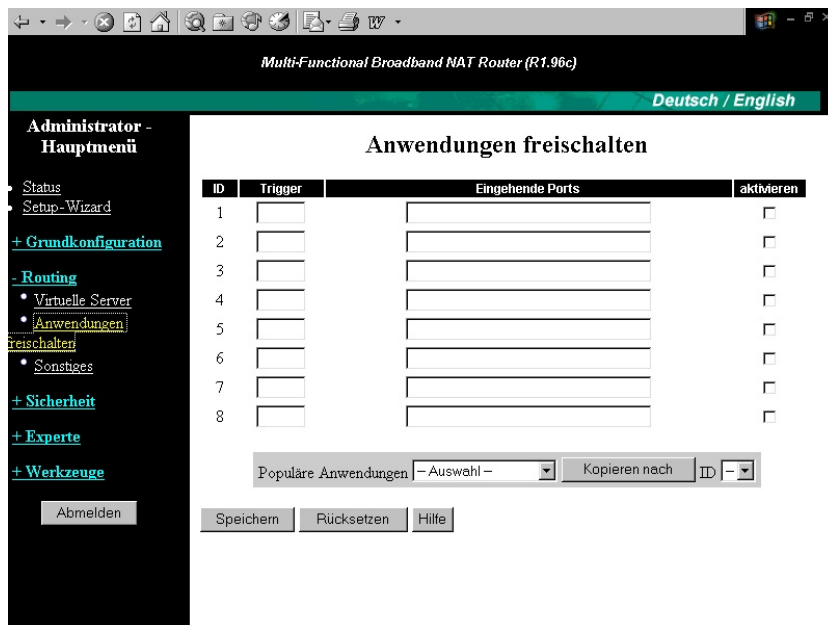 Multi-Functional Broadband NAT Router (R1.96c)
Deutsch / English
Administrator -
Hauptmenü
Status
Setup-Wizard
+ Grundkonfiguration
- Routing
Virtuelle Server
Anwendungen
freischalten
Sonstiges
+ Sicherheit
+ Experte
+ Werkzeuge
Abmelden
Anwendungen freischalten
ID Trigger Eingehende Ports aktivieren
1
2
3
4
5
6
7
8
Populäre Anwendungen -- Auswahl -- Kopieren nach ID --
Speichern Rücksetzen Hilfe